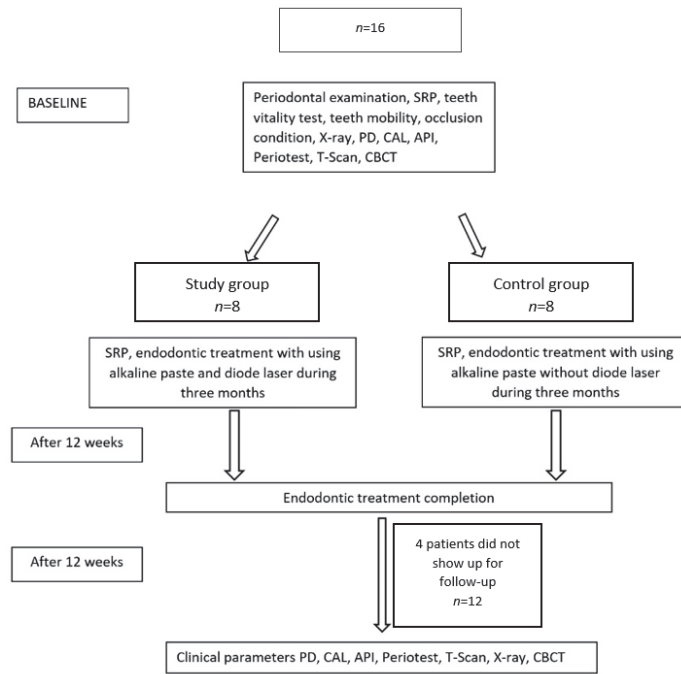 n=16
BASELINE
Periodontal examination, SRP, teeth
vitality test, teeth mobility, occlusion
condition, X-ray, PD, CAL, API,
Periotest, T-Scan, CBCT
Study group
n=8
Control group
n=8
SRP, endodontic treatment with using
alkaline paste and diode laser during
three months
SRP, endodontic treatment with using
alkaline paste without diode laser
during three months
After 12 weeks
Endodontic treatment completion
After 12 weeks
4 patients did not
show up for
follow-up
n=12
Clinical parameters PD, CAL, API, Periotest, T-Scan, X-ray, CBCT